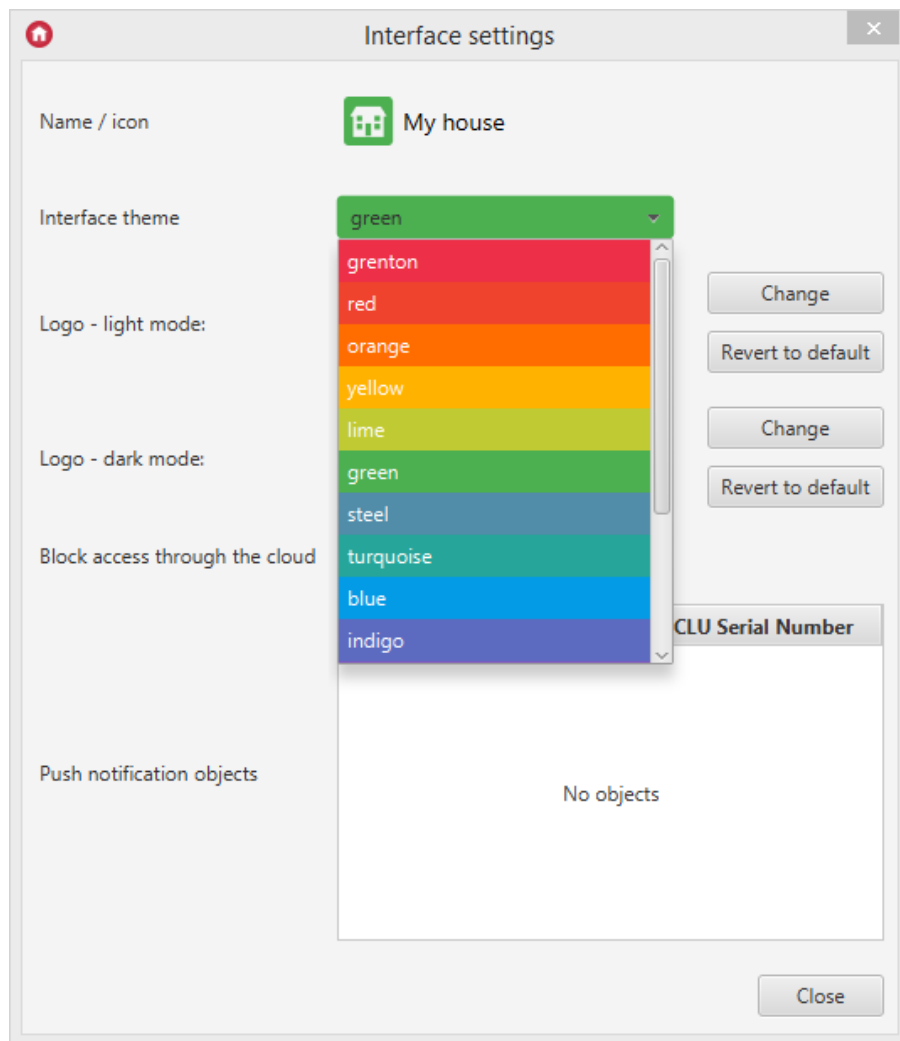 Interface settings
Name / icon
My house
Interface theme
green
grenton
red
orange
yellow
lime
green
steel
turquoise
blue
indigo
Logo - light mode:
Change
Revert to default
Logo - dark mode:
Change
Revert to default
Block access through the cloud
CLU Serial Number
Push notification objects
No objects
Close